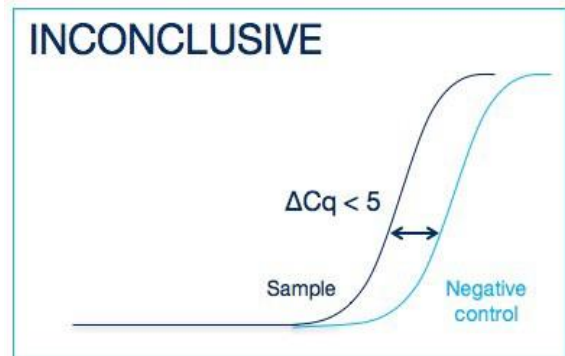 INCONCLUSIVE
ΔCq < 5
Sample
Negative
control